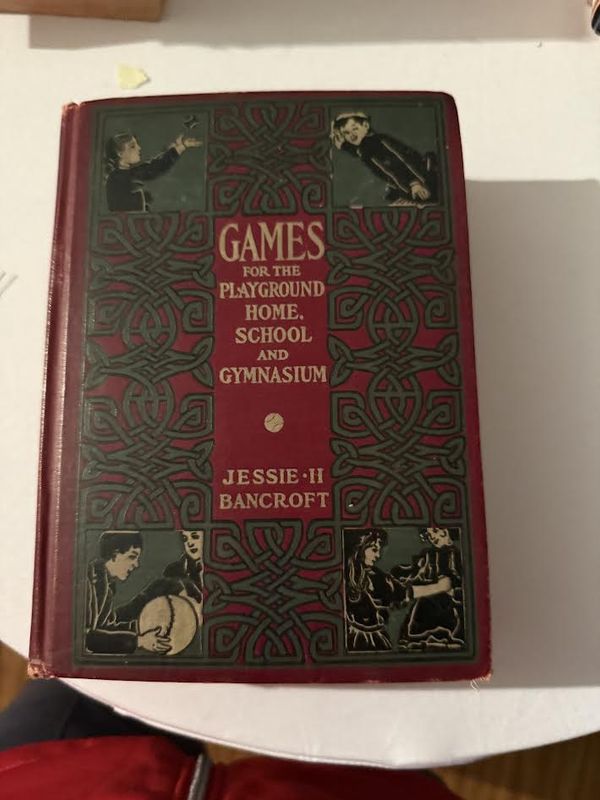 GAMES
FOR THE
PLAYGROUND
HOME,
SCHOOL
AND
GYMNASIUM
JESSIE·H
BANCROFT